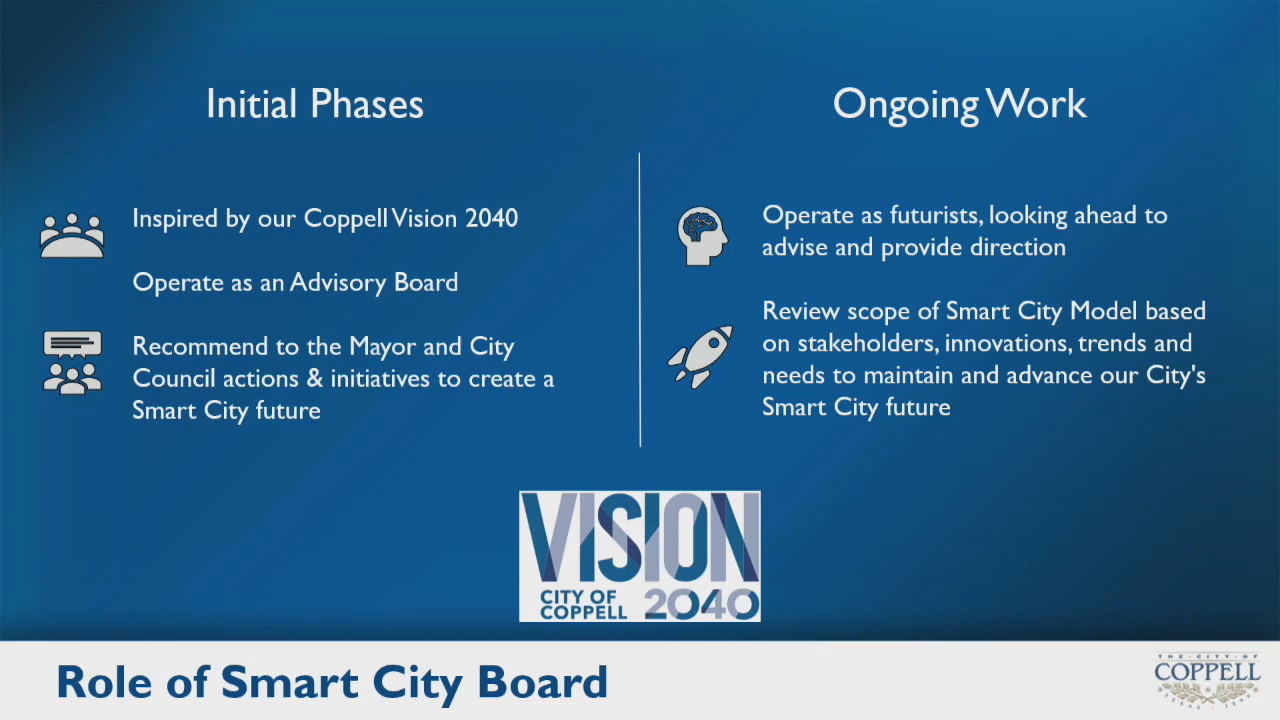 Initial Phases
Inspired by our Coppell Vision 2040
Operate as an Advisory Board
Recommend to the Mayor and City
Council actions & initiatives to create a
Smart City future
Ongoing Work
Operate as futurists, looking ahead to
advise and provide direction
Review scope of Smart City Model based
on stakeholders, innovations, trends and
needs to maintain and advance our City's
Smart City future
VISION
CITY OF
COPPELL
2040
Role of Smart City Board
THE·CITY·OF
COPPELL